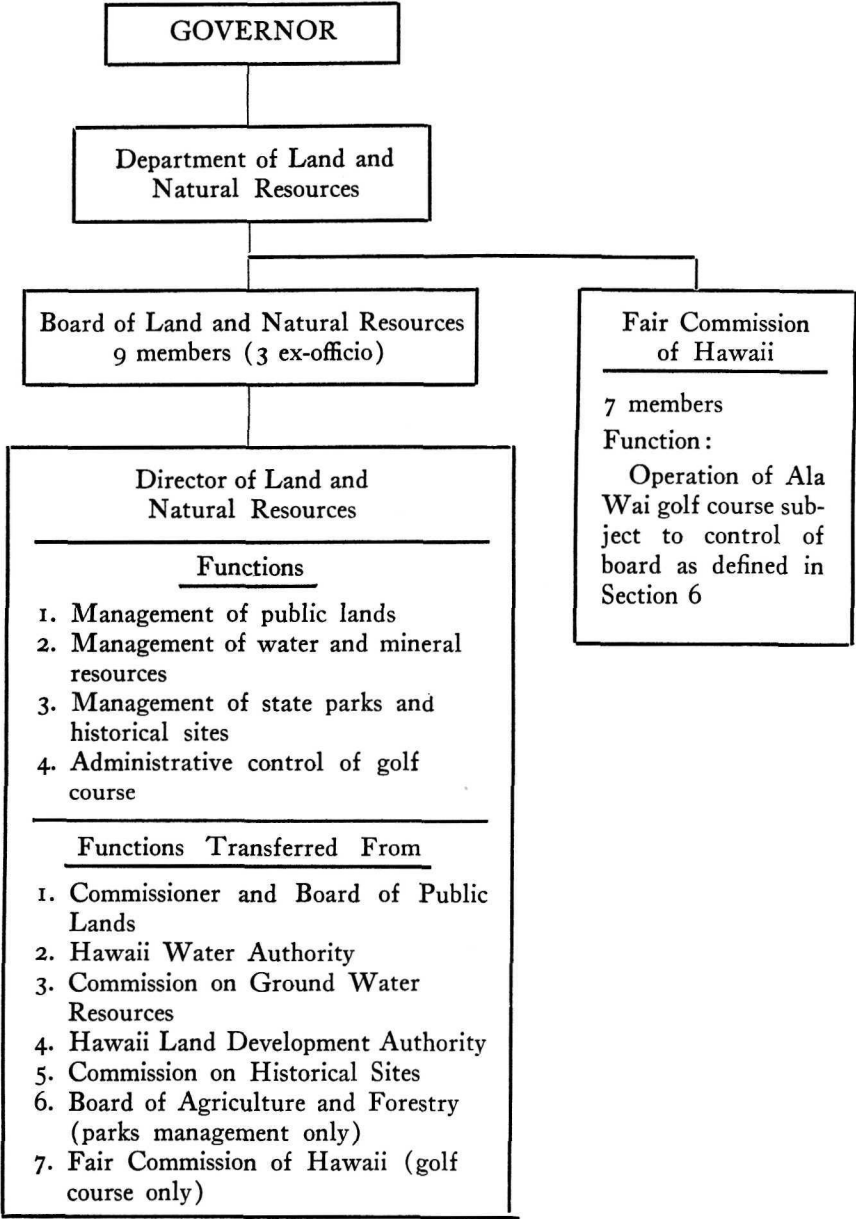 GOVERNOR
Department of Land and
Natural Resources
Board of Land and Natural Resources
9 members (3 ex-officio)
Director of Land and
Natural Resources
Functions
1. Management of public lands
2. Management of water and mineral
resources
3. Management of state parks and
historical sites
4. Administrative control of golf
course
Functions Transferred From
1. Commissioner and Board of Public
Lands
2. Hawaii Water Authority
3. Commission on Ground Water
Resources
4. Hawaii Land Development Authority
5. Commission on Historical Sites
6. Board of Agriculture and Forestry
(parks management only)
7. Fair Commission of Hawaii (golf
course only)
Fair Commission
of Hawaii
7 members
Function:
Operation of Ala
Wai golf course sub-
ject to control of
board as defined in
Section 6